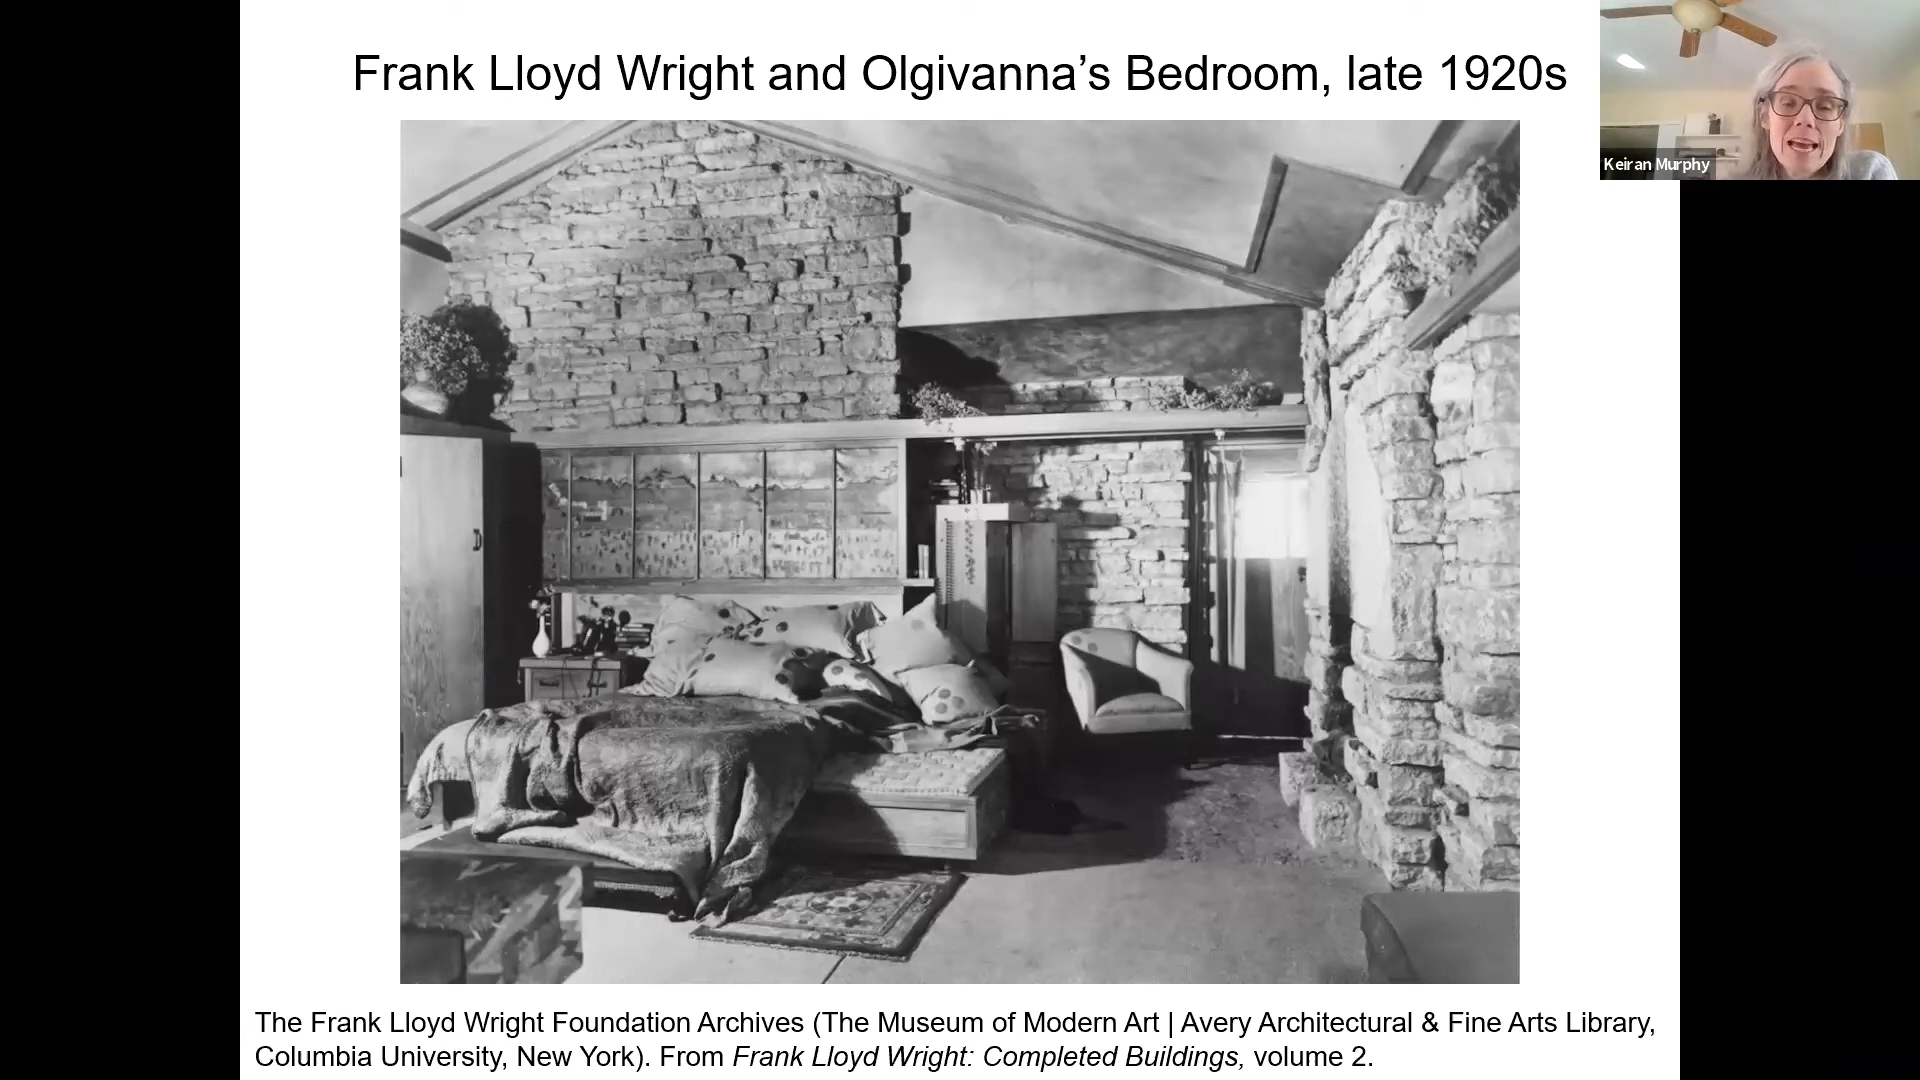 Frank Lloyd Wright and Olgivanna’s Bedroom, late 1920s
Keiran Murphy
The Frank Lloyd Wright Foundation Archives (The Museum of Modern Art | Avery Architectural & Fine Arts Library,
Columbia University, New York). From Frank Lloyd Wright: Completed Buildings, volume 2.